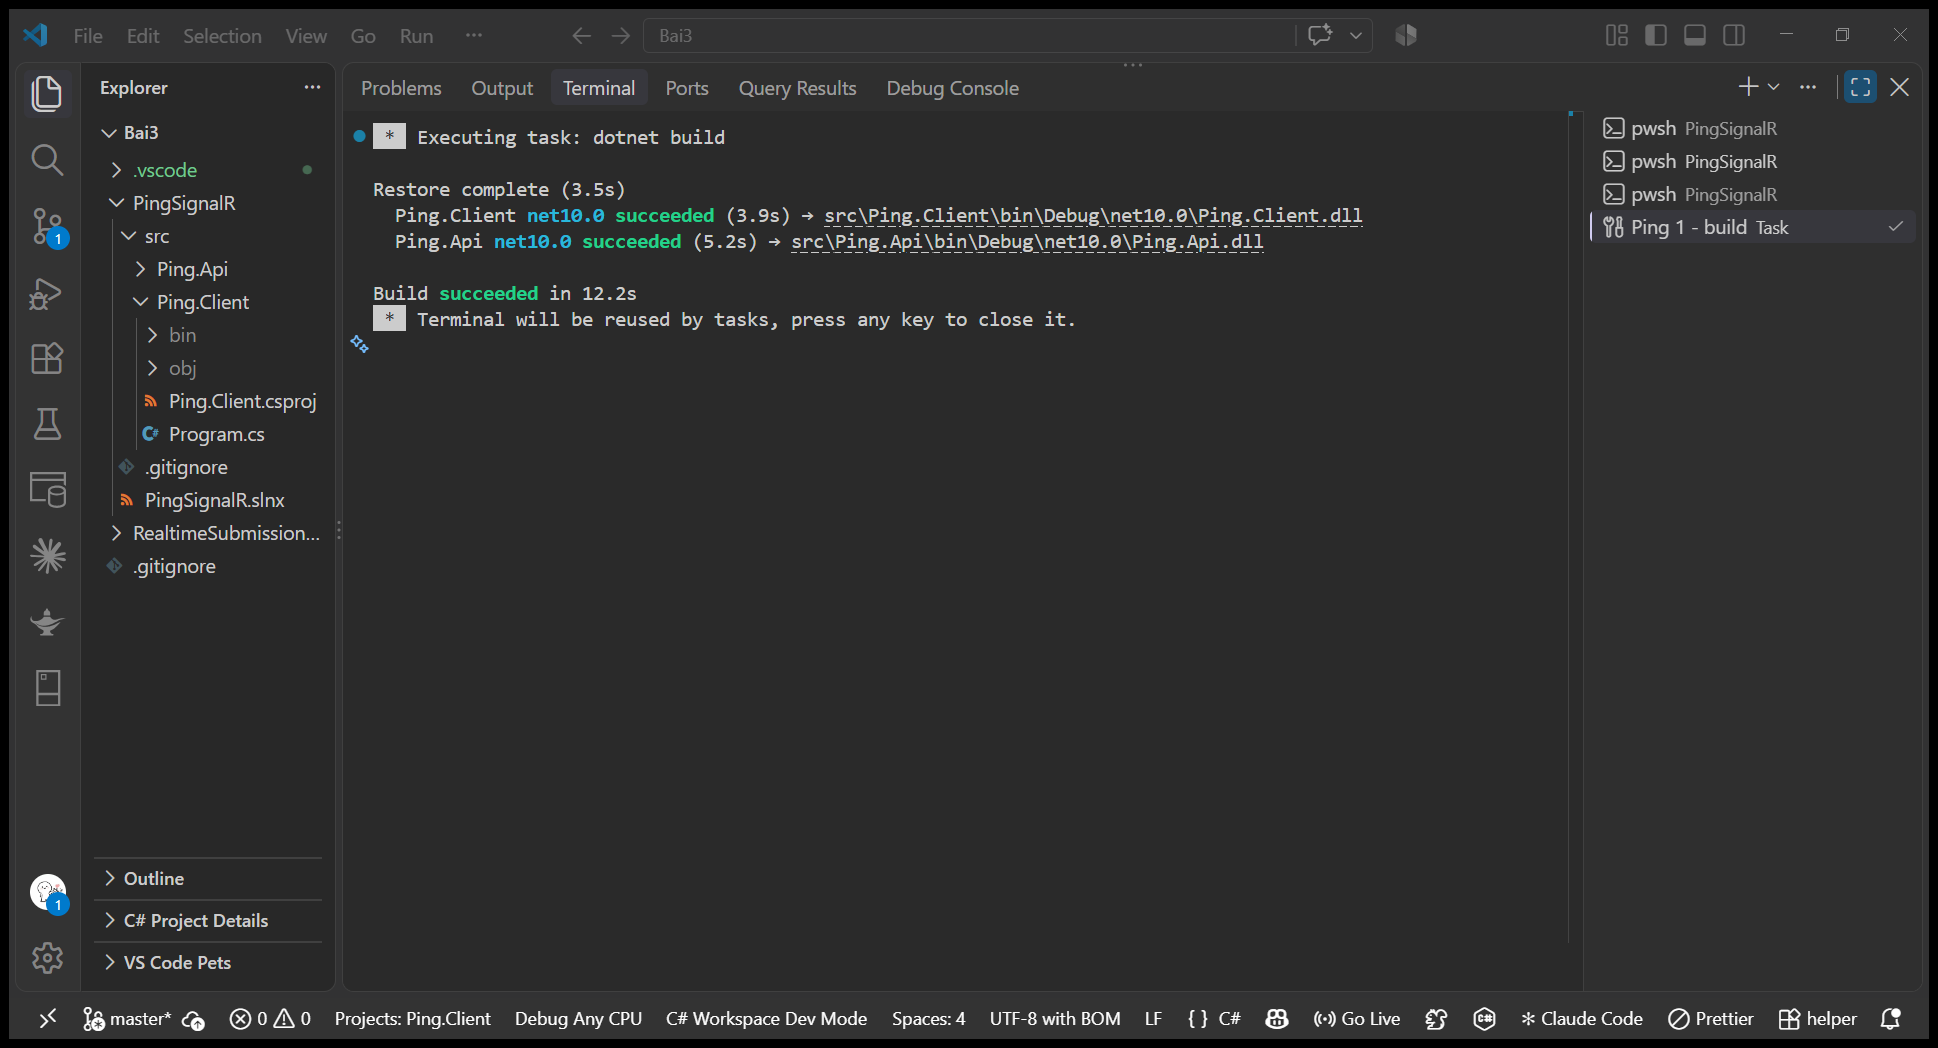 File Edit Selection View Go Run ···
Bai3
Explorer
Bai3
.vscode
PingSignalR
src
Ping.Api
Ping.Client
bin
obj
Ping.Client.csproj
C# Program.cs
.gitignore
PingSignalR.slnx
RealtimeSubmission...
.gitignore
Outline
C# Project Details
VS Code Pets
1
1
Problems Output Terminal Ports Query Results Debug Console
* Executing task: dotnet build
Restore complete (3.5s)
Ping.Client net10.0 succeeded (3.9s) → src\Ping.Client\bin\Debug\net10.0\Ping.Client.dll
Ping.Api net10.0 succeeded (5.2s) → src\Ping.Api\bin\Debug\net10.0\Ping.Api.dll
Build succeeded in 12.2s
* Terminal will be reused by tasks, press any key to close it.
pwsh PingSignalR
pwsh PingSignalR
pwsh PingSignalR
Ping 1 - build Task
master* 0 0 Projects: Ping.Client Debug Any CPU C# Workspace Dev Mode Spaces: 4 UTF-8 with BOM LF { } C# Go Live C# Claude Code Prettier helper